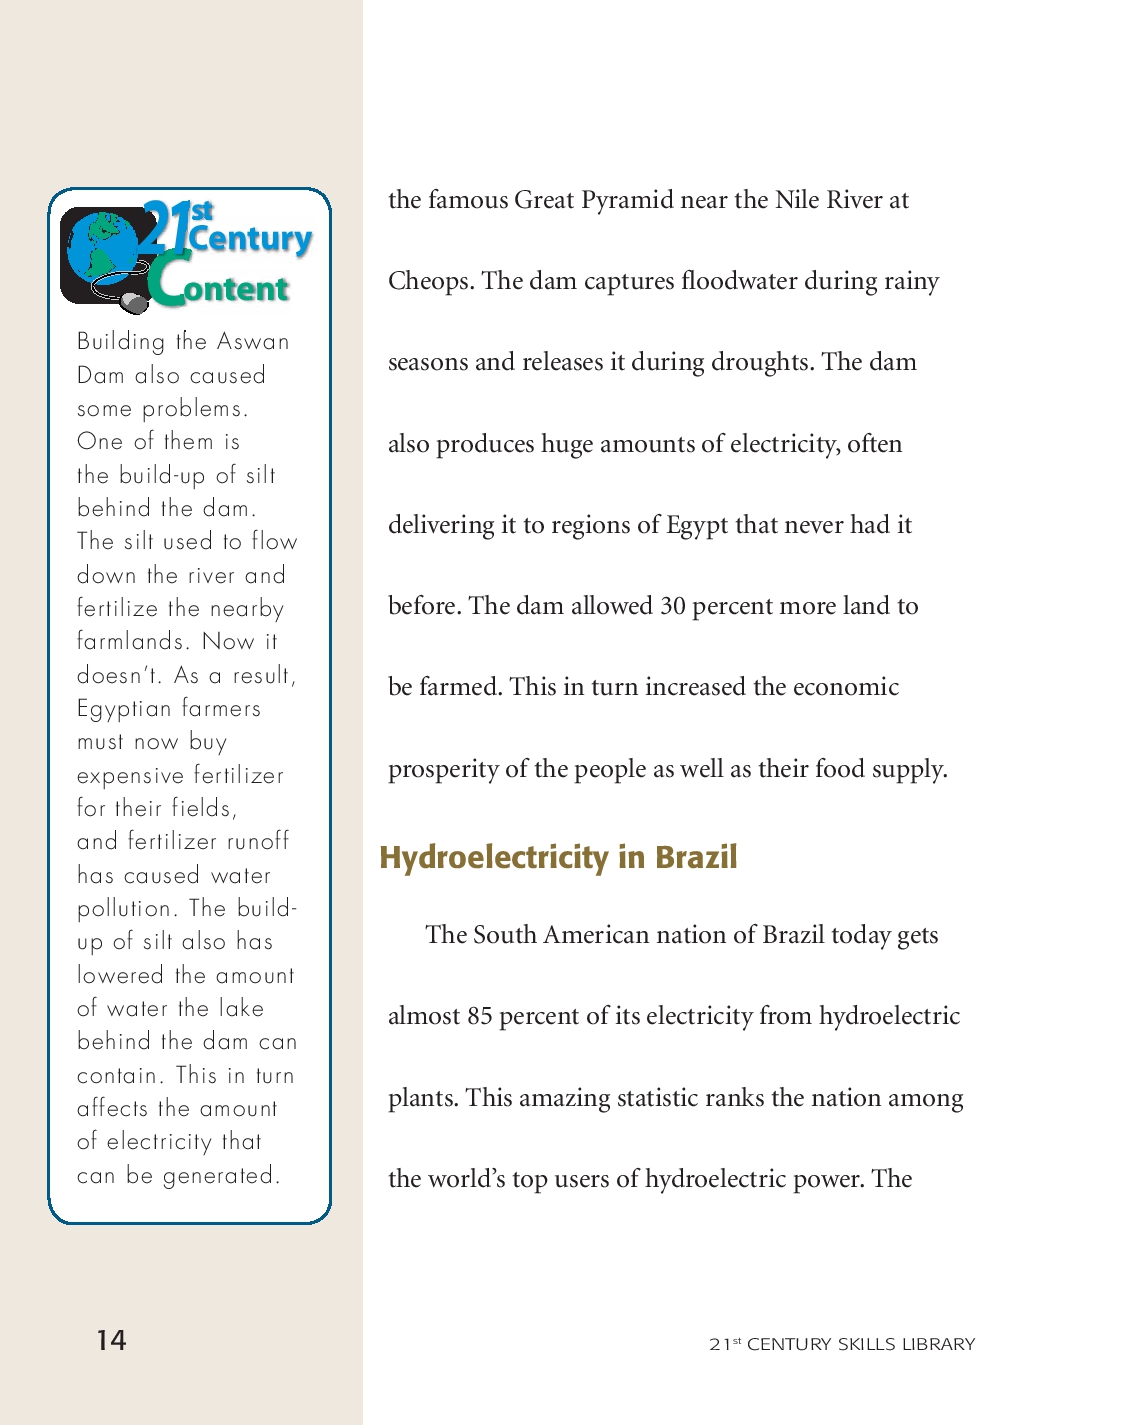 21st
Century
Content
Building the Aswan
Dam also caused
some problems.
One of them is
the build-up of silt
behind the dam.
The silt used to flow
down the river and
fertilize the nearby
farmlands. Now it
doesn't. As a result,
Egyptian farmers
must now buy
expensive fertilizer
for their fields,
and fertilizer runoff
has caused water
pollution. The build-
up of silt also has
lowered the amount
of water the lake
behind the dam can
contain. This in turn
affects the amount
of electricity that
can be generated.
the famous Great Pyramid near the Nile River at
Cheops. The dam captures floodwater during rainy
seasons and releases it during droughts. The dam
also produces huge amounts of electricity, often
delivering it to regions of Egypt that never had it
before. The dam allowed 30 percent more land to
be farmed. This in turn increased the economic
prosperity of the people as well as their food supply.
Hydroelectricity in Brazil
The South American nation of Brazil today gets
almost 85 percent of its electricity from hydroelectric
plants. This amazing statistic ranks the nation among
the world’s top users of hydroelectric power. The
14
21st CENTURY SKILLS LIBRARY